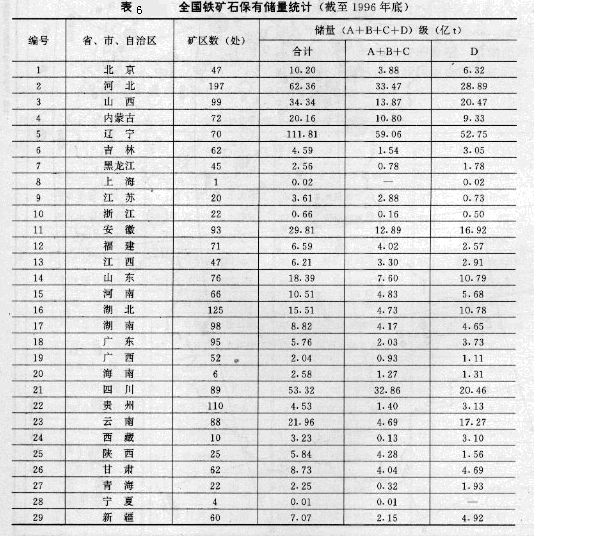 表 6 全国铁矿石保有储量统计（截至 1996 年底）
编号 省、市、自治区 矿区数（处） 储量（A＋B＋C＋D）级（亿 t）
合计 A＋B＋C D
1 北 京 47 10.20 3.88 6.32
2 河 北 197 62.36 33.47 28.89
3 山 西 99 34.34 13.87 20.47
4 内蒙古 72 20.16 10.80 9.33
5 辽 宁 70 111.81 59.06 52.75
6 吉 林 62 4.59 1.54 3.05
7 黑龙江 45 2.56 0.78 1.78
8 上 海 1 0.02 — 0.02
9 江 苏 20 3.61 2.88 0.73
10 浙 江 22 0.66 0.16 0.50
11 安 徽 93 29.81 12.89 16.92
12 福 建 71 6.59 4.02 2.57
13 江 西 47 6.21 3.30 2.91
14 山 东 76 18.39 7.60 10.79
15 河 南 66 10.51 4.83 5.68
16 湖 北 125 15.51 4.73 10.78
17 湖 南 98 8.82 4.17 4.65
18 广 东 95 5.76 2.03 3.73
19 广 西 52 2.04 0.93 1.11
20 海 南 6 2.58 1.27 1.31
21 四 川 89 53.32 32.86 20.46
22 贵 州 110 4.53 1.40 3.13
23 云 南 88 21.96 4.69 17.27
24 西 藏 10 3.23 0.13 3.10
25 陕 西 25 5.84 4.28 1.56
26 甘 肃 62 8.73 4.04 4.69
27 青 海 22 2.25 0.32 1.93
28 宁 夏 4 0.01 0.01 —
29 新 疆 60 7.07 2.15 4.92